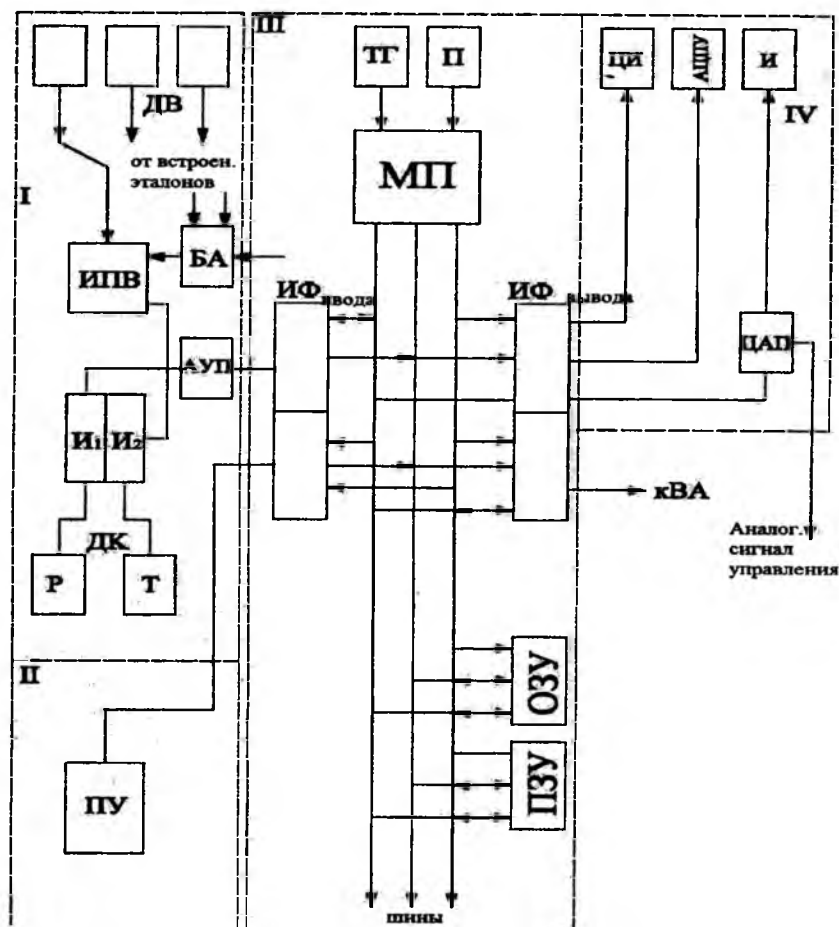 III
ТГ
П
ЦИ
АЦПУ
И
IV
ДВ
от встроен.
эталонов
МП
I
БА
ИПВ
ИФ
ввода
ИФ
вывода
АУП
ЦАП
И1
И2
кВА
ДК
Р
Т
Аналог.
сигнал
управления
II
ОЗУ
ПУ
ПЗУ
шины